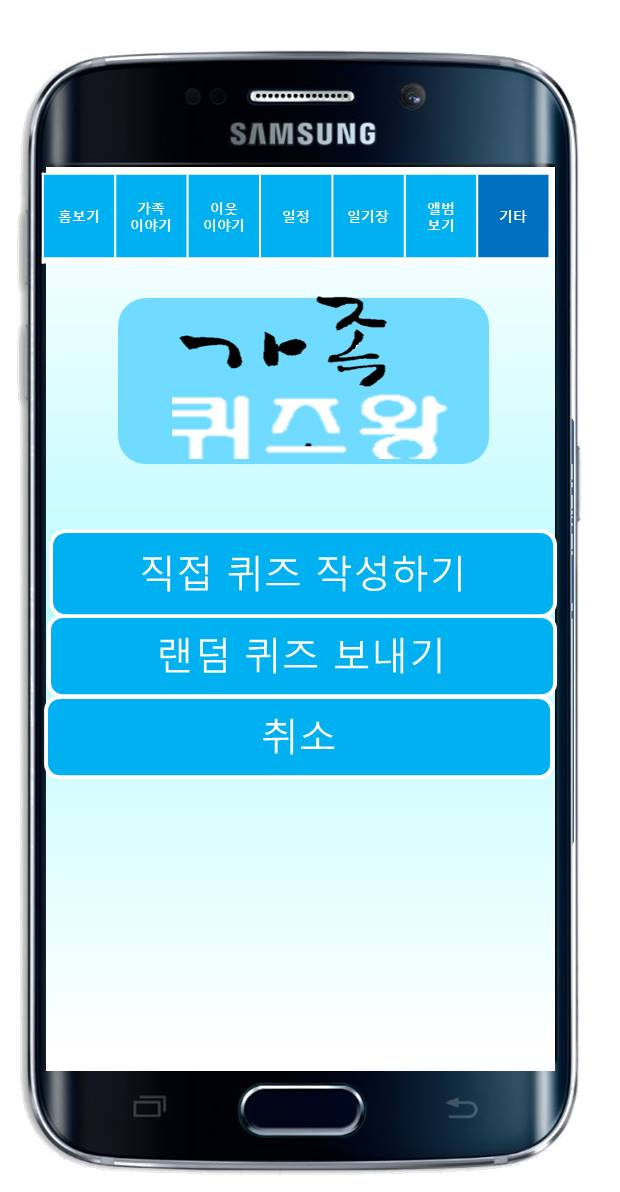 SAMSUNG
홈보기
가족
이야기
이웃
이야기
일정
일기장
앨범
보기
기타
가족
퀴즈왕
직접 퀴즈 작성하기
랜덤 퀴즈 보내기
취소